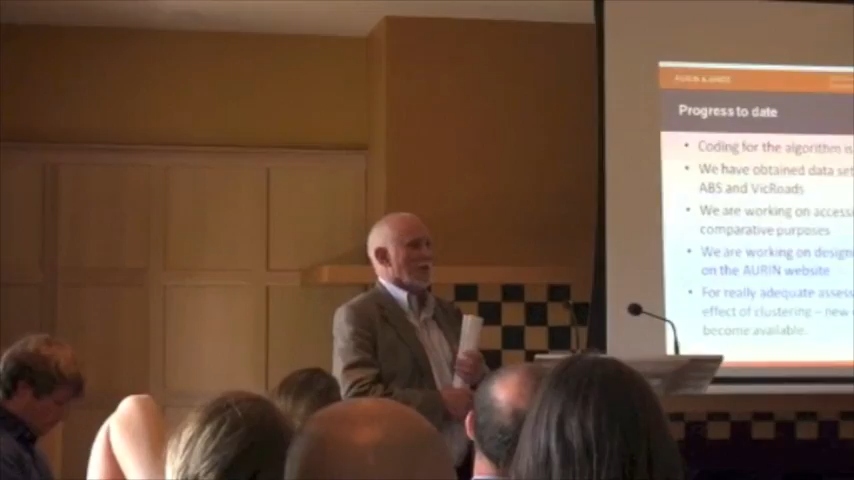 AURIN & ANDS
Progress to date
• Coding for the algorithm is
• We have obtained data set
ABS and VicRoads
• We are working on access
comparative purposes
• We are working on design
on the AURIN website
• For really adequate assess
effect of clustering – new
become available.